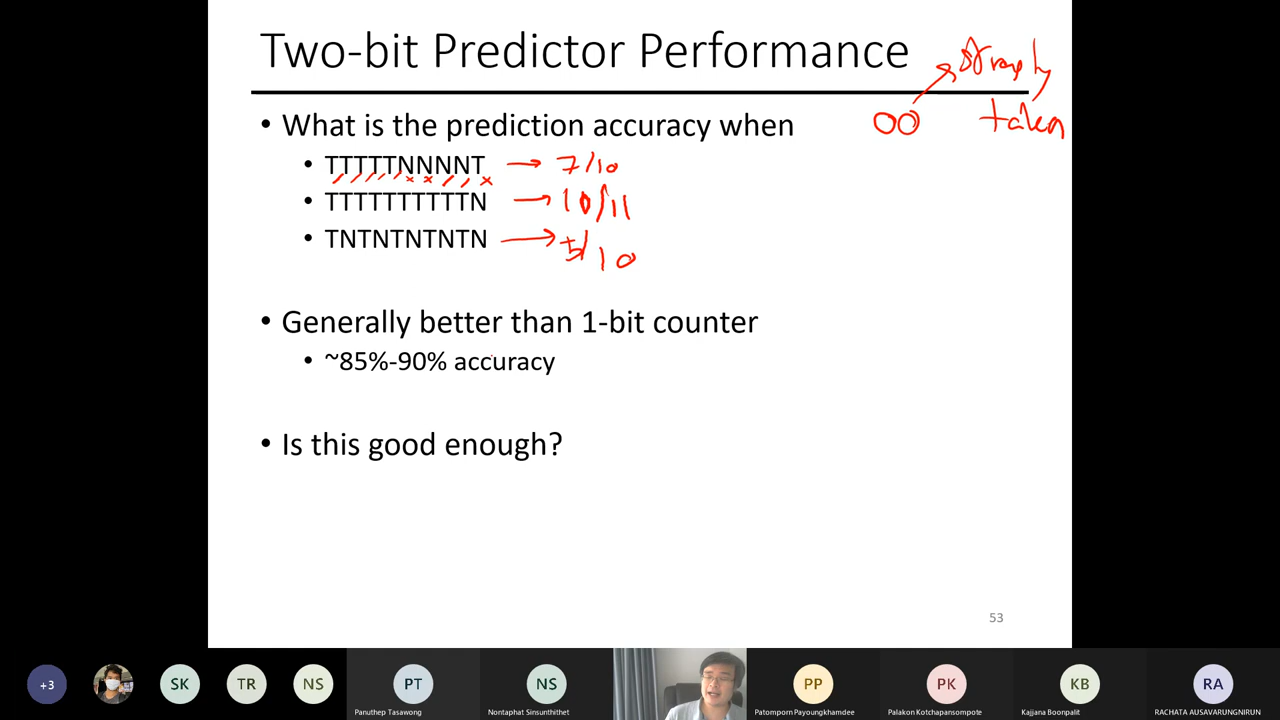 Two-bit Predictor Performance
strongly
taken
00
• What is the prediction accuracy when
• TTTTTNNNNT → 7/10
• TTTTTTTTTTN → 10/11
• TNTNTNTNTN → 5/10
• Generally better than 1-bit counter
• ~85%-90% accuracy
• Is this good enough?
53
+3
SK
TR
NS
PT
Panuthep Tasawong
NS
Nontaphat Sinsunthithet
PP
Patomporn Payoungkhamdee
PK
Palakon Kotchapansompote
KB
Kajjana Boonpalit
RA
RACHATA AUSAVARUNGNIRUN